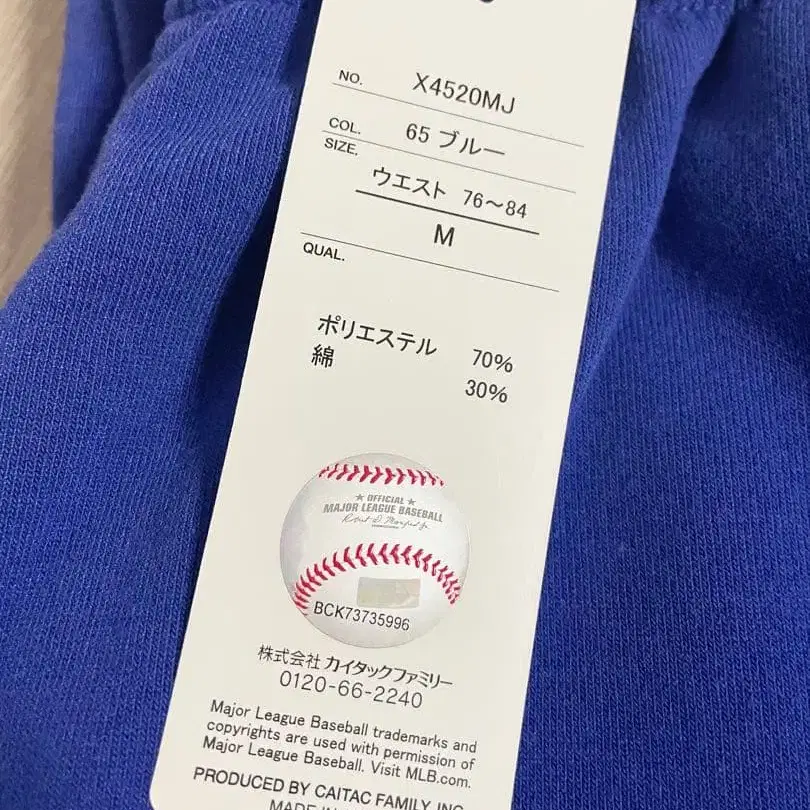 NO. X4520MJ
COL. 65 ブルー
SIZE.
ウエスト 76～84
M
QUAL.
ポリエステル 70%
綿 30%
★ OFFICIAL ★
MAJOR LEAGUE BASEBALL
BCK73735996
株式会社 カイタックファミリー
0120-66-2240
Major League Baseball trademarks and
copyrights are used with permission of
Major League Baseball. Visit MLB.com.
PRODUCED BY CAITAC FAMILY INC
MADE IN